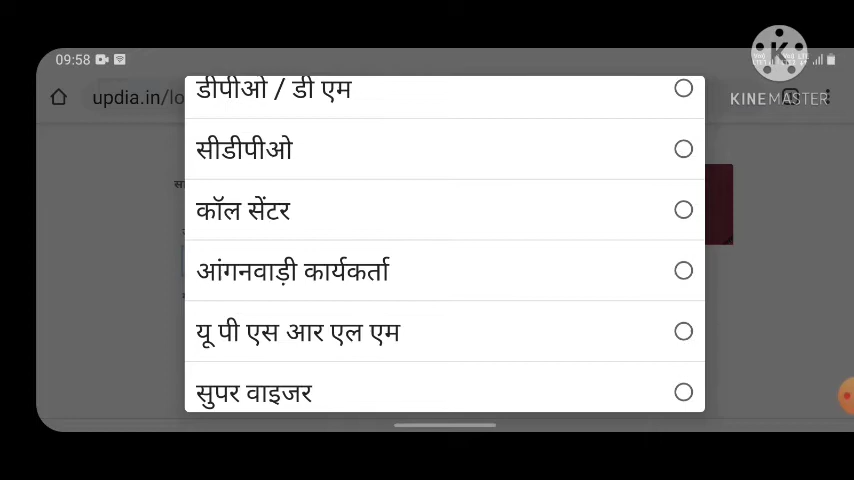 09:58
updia.in/lo
KINEMASTER
डीपीओ / डी एम
सीडीपीओ
कॉल सेंटर
आंगनवाड़ी कार्यकर्ता
यू पी एस आर एल एम
सुपर वाइजर